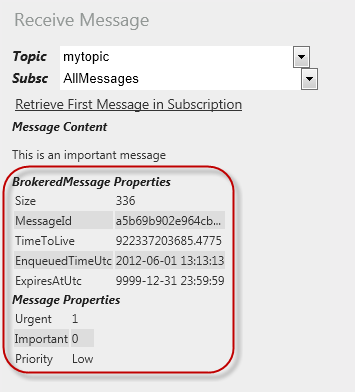 Receive Message
Topic mytopic
Subsc AllMessages
Retrieve First Message in Subscription
Message Content
This is an important message
BrokeredMessage Properties
Size 336
MessageId a5b69b902e964cb...
TimeToLive 922337203685.4775
EnqueuedTimeUtc 2012-06-01 13:13:13
ExpiresAtUtc 9999-12-31 23:59:59
Message Properties
Urgent 1
Important 0
Priority Low